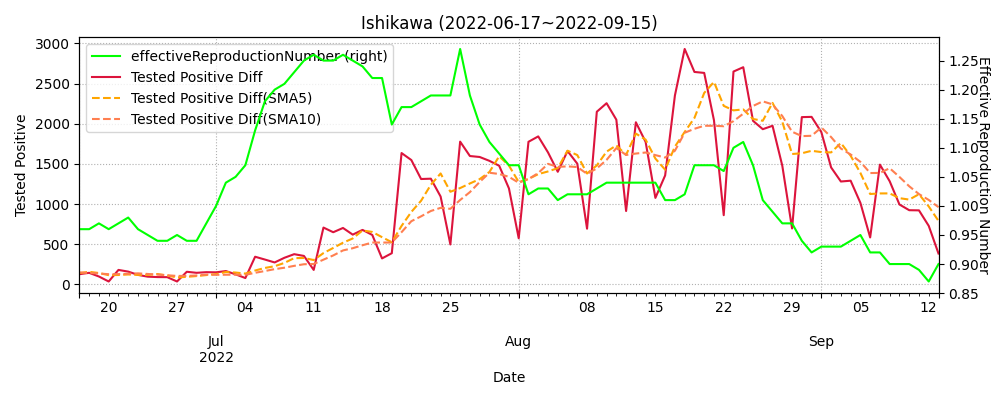 Ishikawa (2022-06-17~2022-09-15)
effectiveReproductionNumber (right)
Tested Positive Diff
Tested Positive Diff(SMA5)
Tested Positive Diff(SMA10)
Tested Positive
3000
2500
2000
1500
1000
500
0
Effective Reproduction Number
1.25
1.20
1.15
1.10
1.05
1.00
0.95
0.90
0.85
20 27 04 11 18 25 08 15 22 29 05 12
Jul Aug Sep
2022
Date